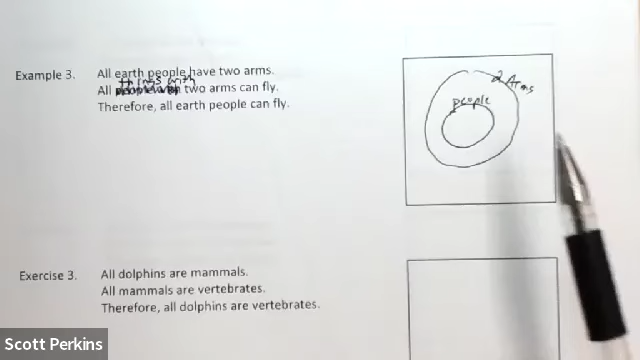 Example 3. All earth people have two arms.
things with
All two arms can fly.
Therefore, all earth people can fly.
2 Arms
people
Exercise 3. All dolphins are mammals.
All mammals are vertebrates.
Therefore, all dolphins are vertebrates.
Scott Perkins